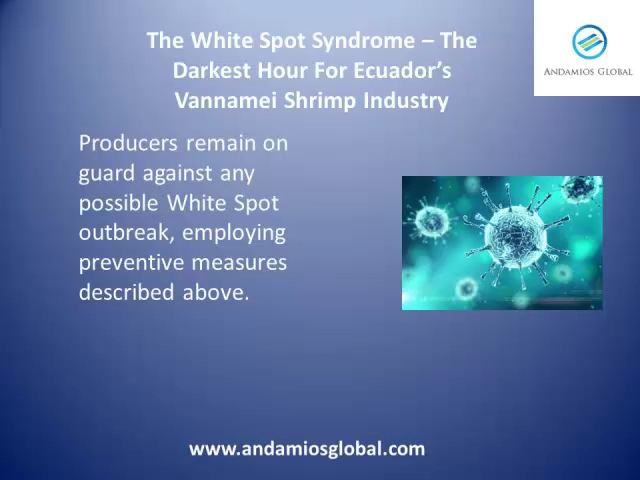 The White Spot Syndrome – The
Darkest Hour For Ecuador’s
Vannamei Shrimp Industry
ANDAMIOS GLOBAL
Producers remain on
guard against any
possible White Spot
outbreak, employing
preventive measures
described above.
www.andamiosglobal.com